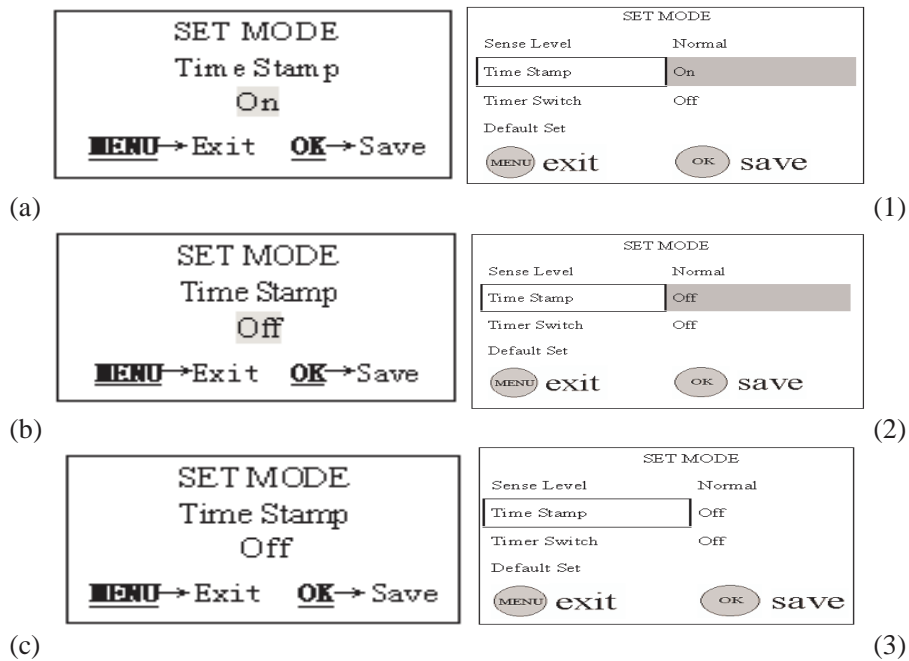 SET MODE
Time Stamp
On
MENU→Exit OK→Save
(a)
SET MODE
Sense Level Normal
Time Stamp On
Timer Switch Off
Default Set
MENU exit OK save
(1)
SET MODE
Time Stamp
Off
MENU→Exit OK→Save
(b)
SET MODE
Sense Level Normal
Time Stamp Off
Timer Switch Off
Default Set
MENU exit OK save
(2)
SET MODE
Time Stamp
Off
MENU→Exit OK→Save
(c)
SET MODE
Sense Level Normal
Time Stamp Off
Timer Switch Off
Default Set
MENU exit OK save
(3)